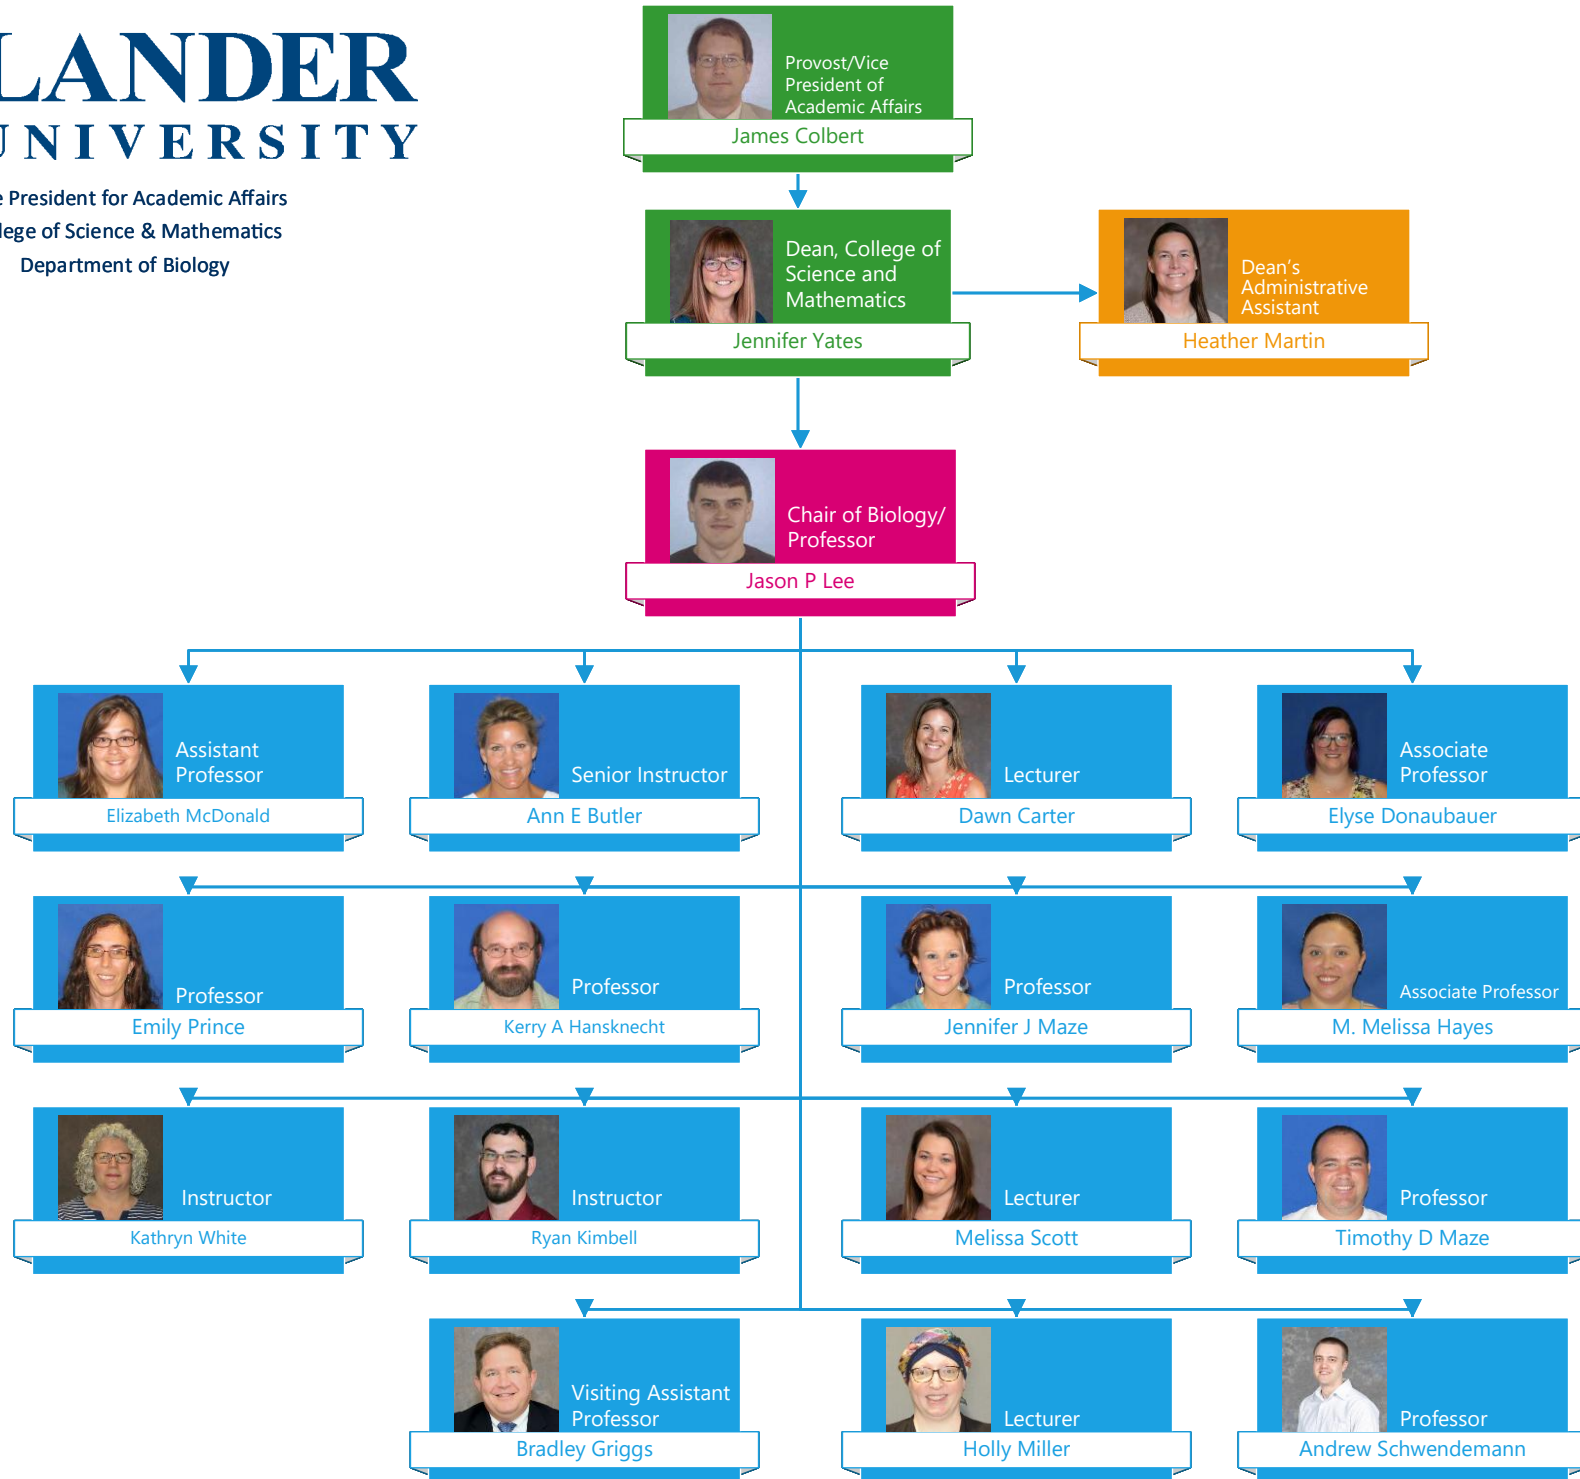 LANDER
UNIVERSITY
President for Academic Affairs
of Science & Mathematics
Department of Biology
Provost/Vice
President of
Academic Affairs
James Colbert
Dean, College of
Science and
Mathematics
Jennifer Yates
Dean's
Administrative
Assistant
Heather Martin
Chair of Biology/
Professor
Jason P Lee
Assistant
Professor
Elizabeth McDonald
Senior Instructor
Ann E Butler
Lecturer
Dawn Carter
Associate
Professor
Elyse Donaubauer
Professor
Emily Prince
Professor
Kerry A Hansknecht
Professor
Jennifer J Maze
Associate Professor
M. Melissa Hayes
Instructor
Kathryn White
Instructor
Ryan Kimbell
Lecturer
Melissa Scott
Professor
Timothy D Maze
Visiting Assistant
Professor
Bradley Griggs
Lecturer
Holly Miller
Professor
Andrew Schwendemann